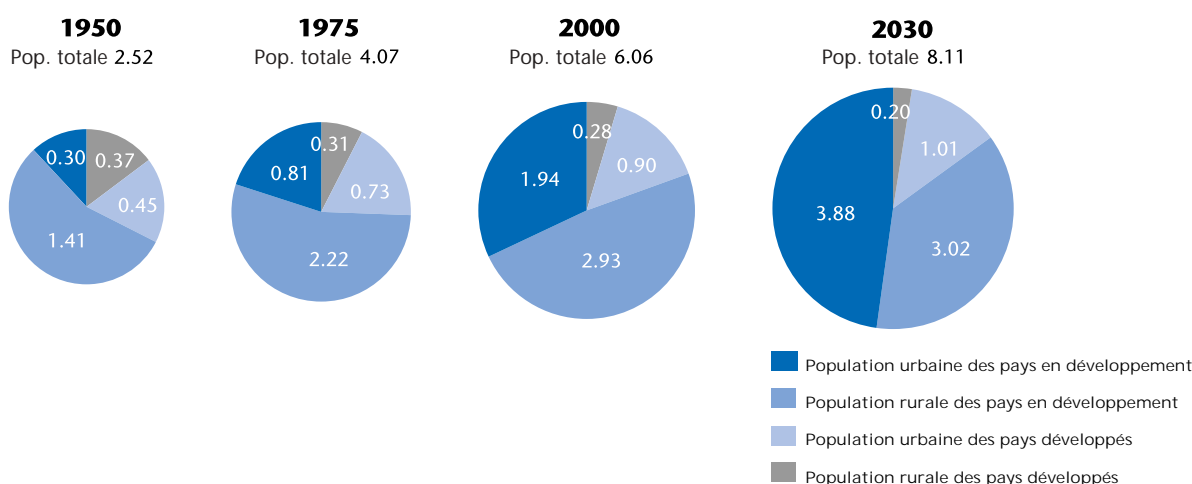 1950
Pop. totale 2.52
0.30
0.37
0.45
1.41
1975
Pop. totale 4.07
0.31
0.81
0.73
2.22
2000
Pop. totale 6.06
0.28
0.90
1.94
2.93
2030
Pop. totale 8.11
0.20
1.01
3.88
3.02
Population urbaine des pays en développement
Population rurale des pays en développement
Population urbaine des pays développés
Population rurale des pays développés